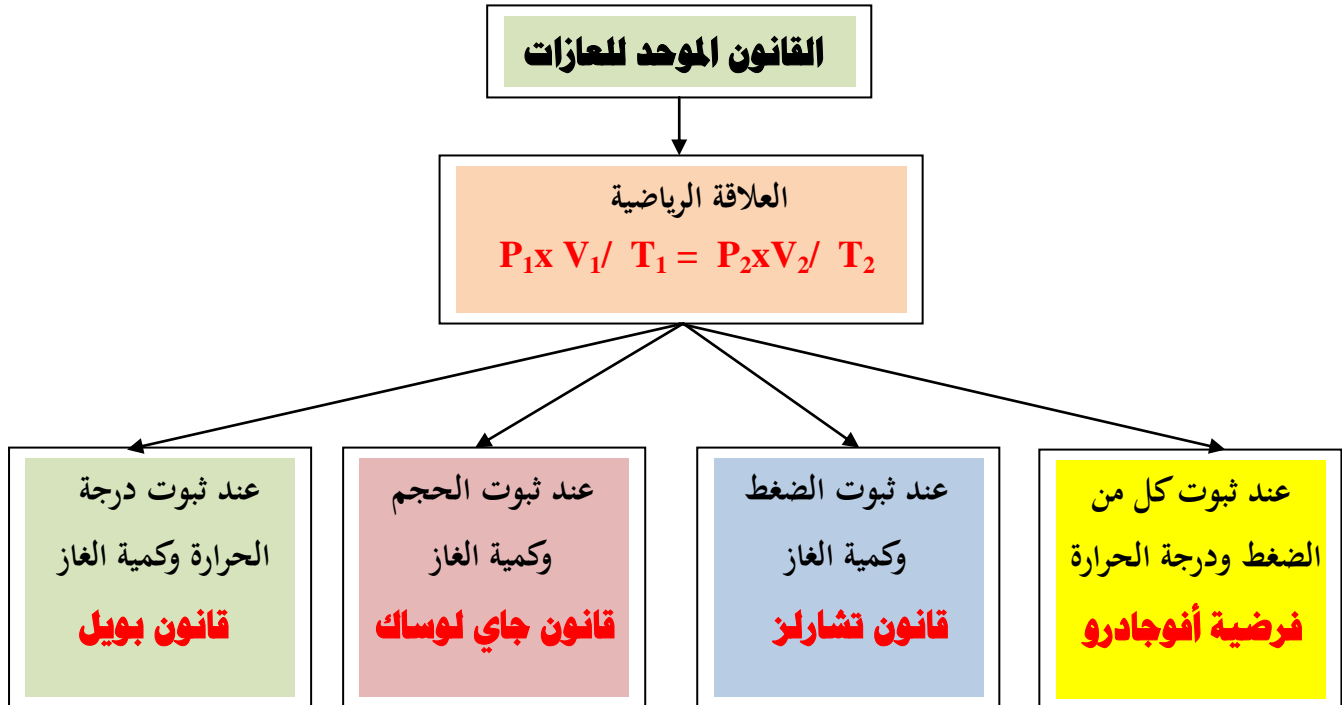 القانون الموحد للعازات
العلاقة الرياضية
P₁x V₁/ T₁ = P₂xV₂/ T₂
عند ثبوت كل من
الضغط ودرجة الحرارة
فرضية أفوجادرو
عند ثبوت الضغط
وكمية الغاز
قانون تشارلز
عند ثبوت الحجم
وكمية الغاز
قانون جاي لوساك
عند ثبوت درجة
الحرارة وكمية الغاز
قانون بويل